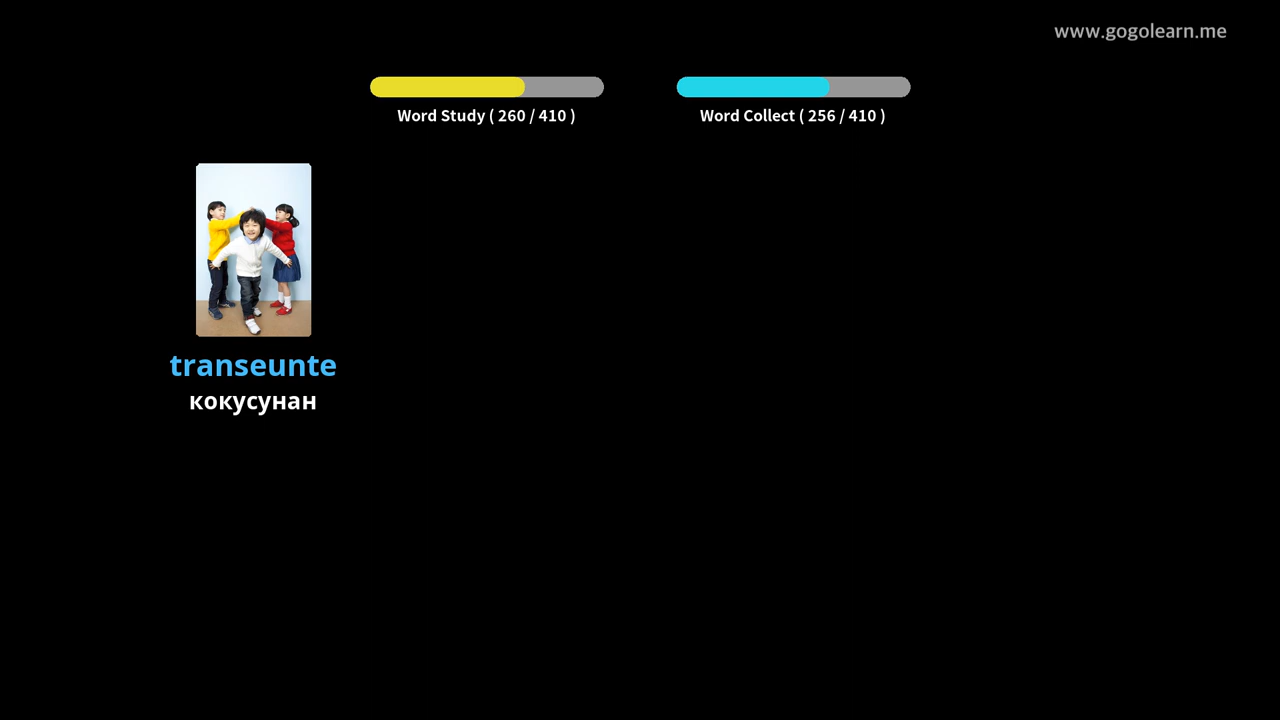 www.gogolearn.me
Word Study ( 260 / 410 )
Word Collect ( 256 / 410 )
transeunte
кокусунан